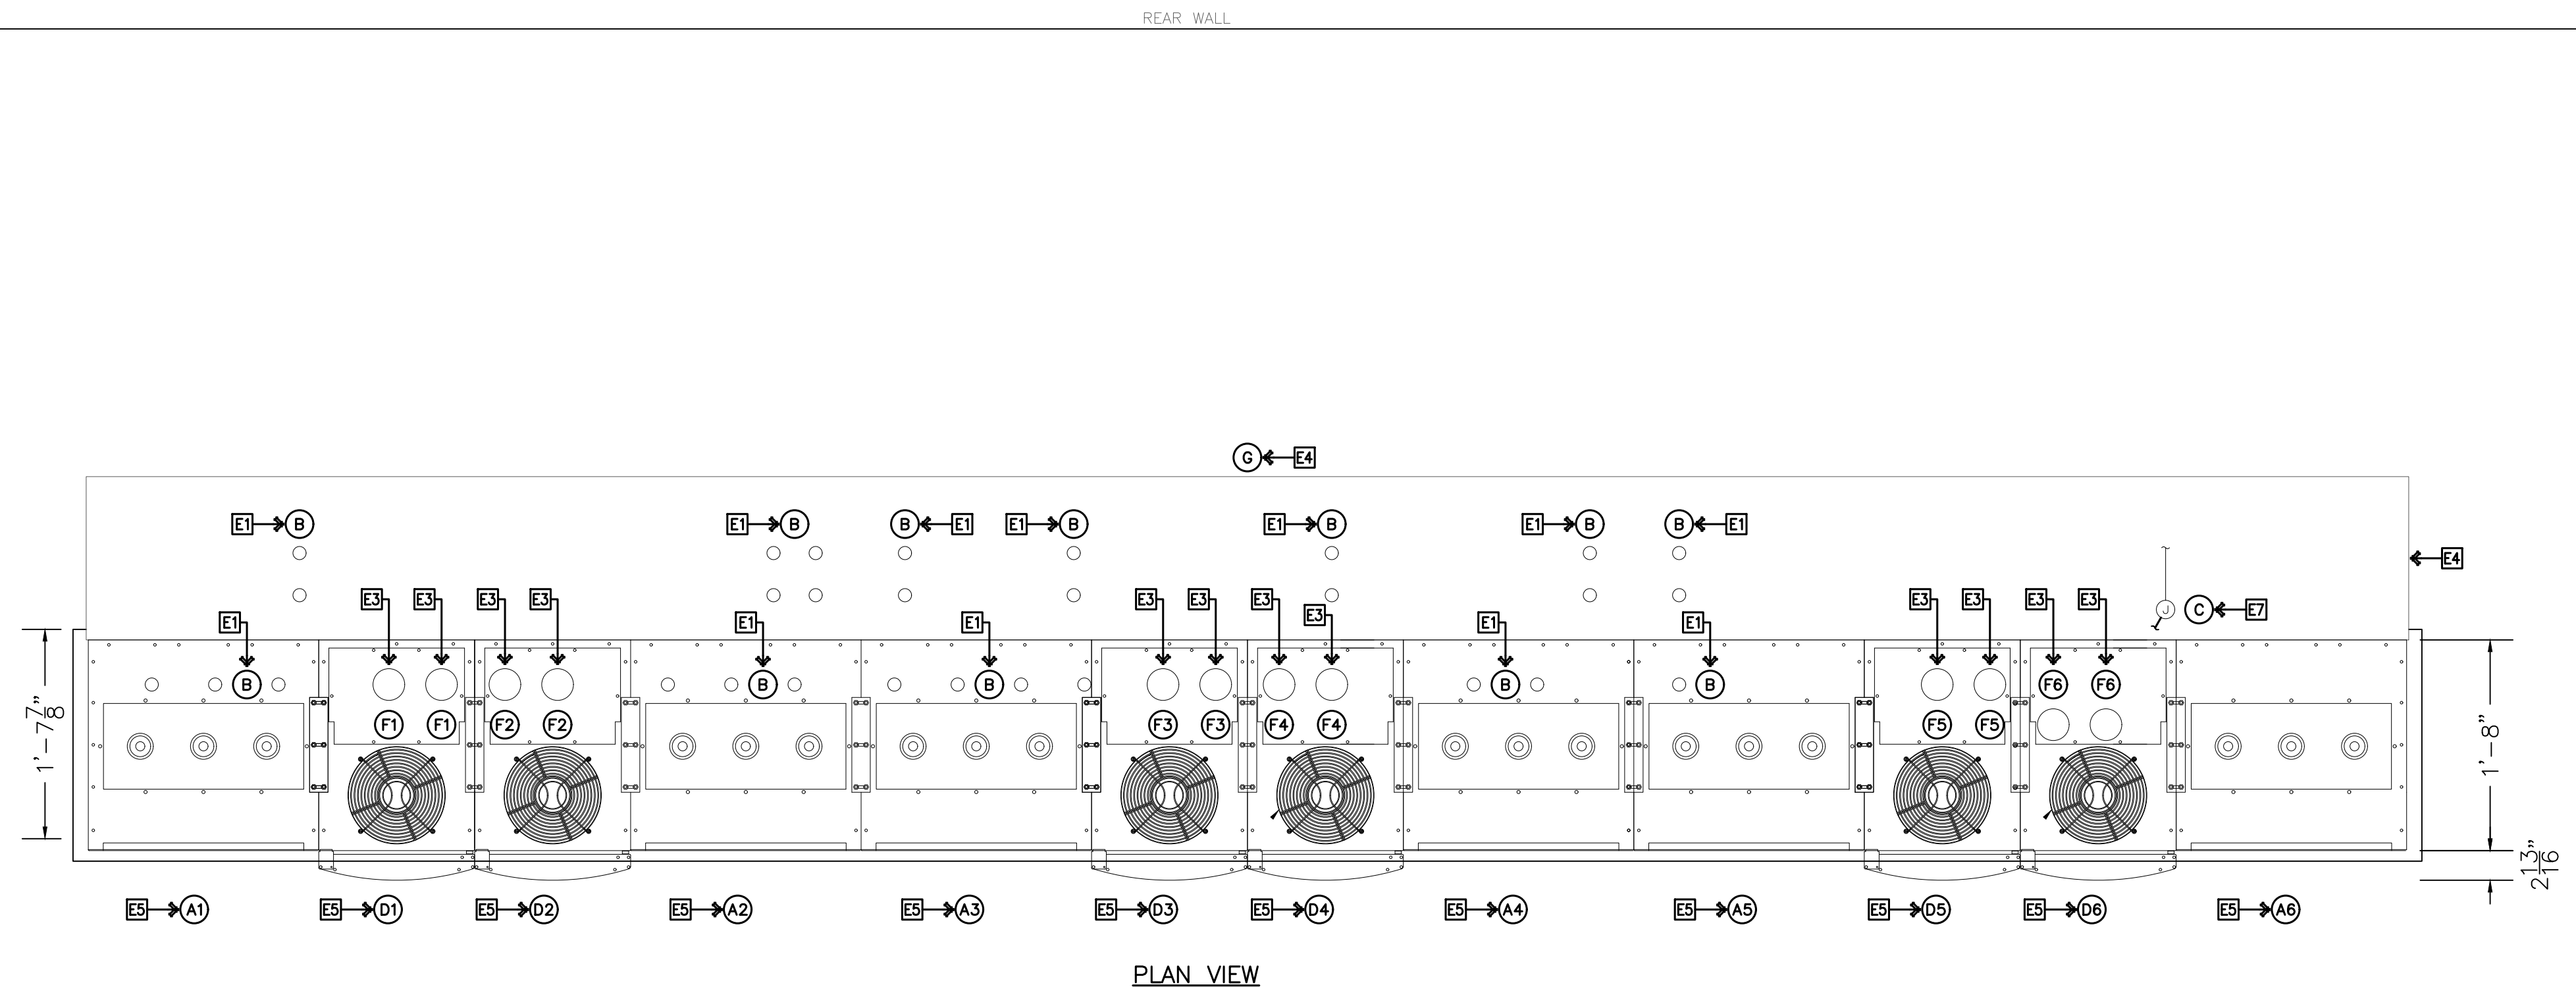 REAR WALL
G E4
E1 B E1 B B E1 E1 B E1 B E1 B B E1
E4
E3 E3 E3 E3 E3 E3 E3 E3 E3 E3 E3 E3
J C E7
E1 E1 E1 E1 E1
B B B B B F6 F6
F1 F1 F2 F2 F3 F3 F4 F4 F5 F5
1'-7 7/8"
1'-8"
2 13/16"
E5 A1 E5 D1 E5 D2 E5 A2 E5 A3 E5 D3 E5 D4 E5 A4 E5 A5 E5 D5 E5 D6 E5 A6
PLAN VIEW